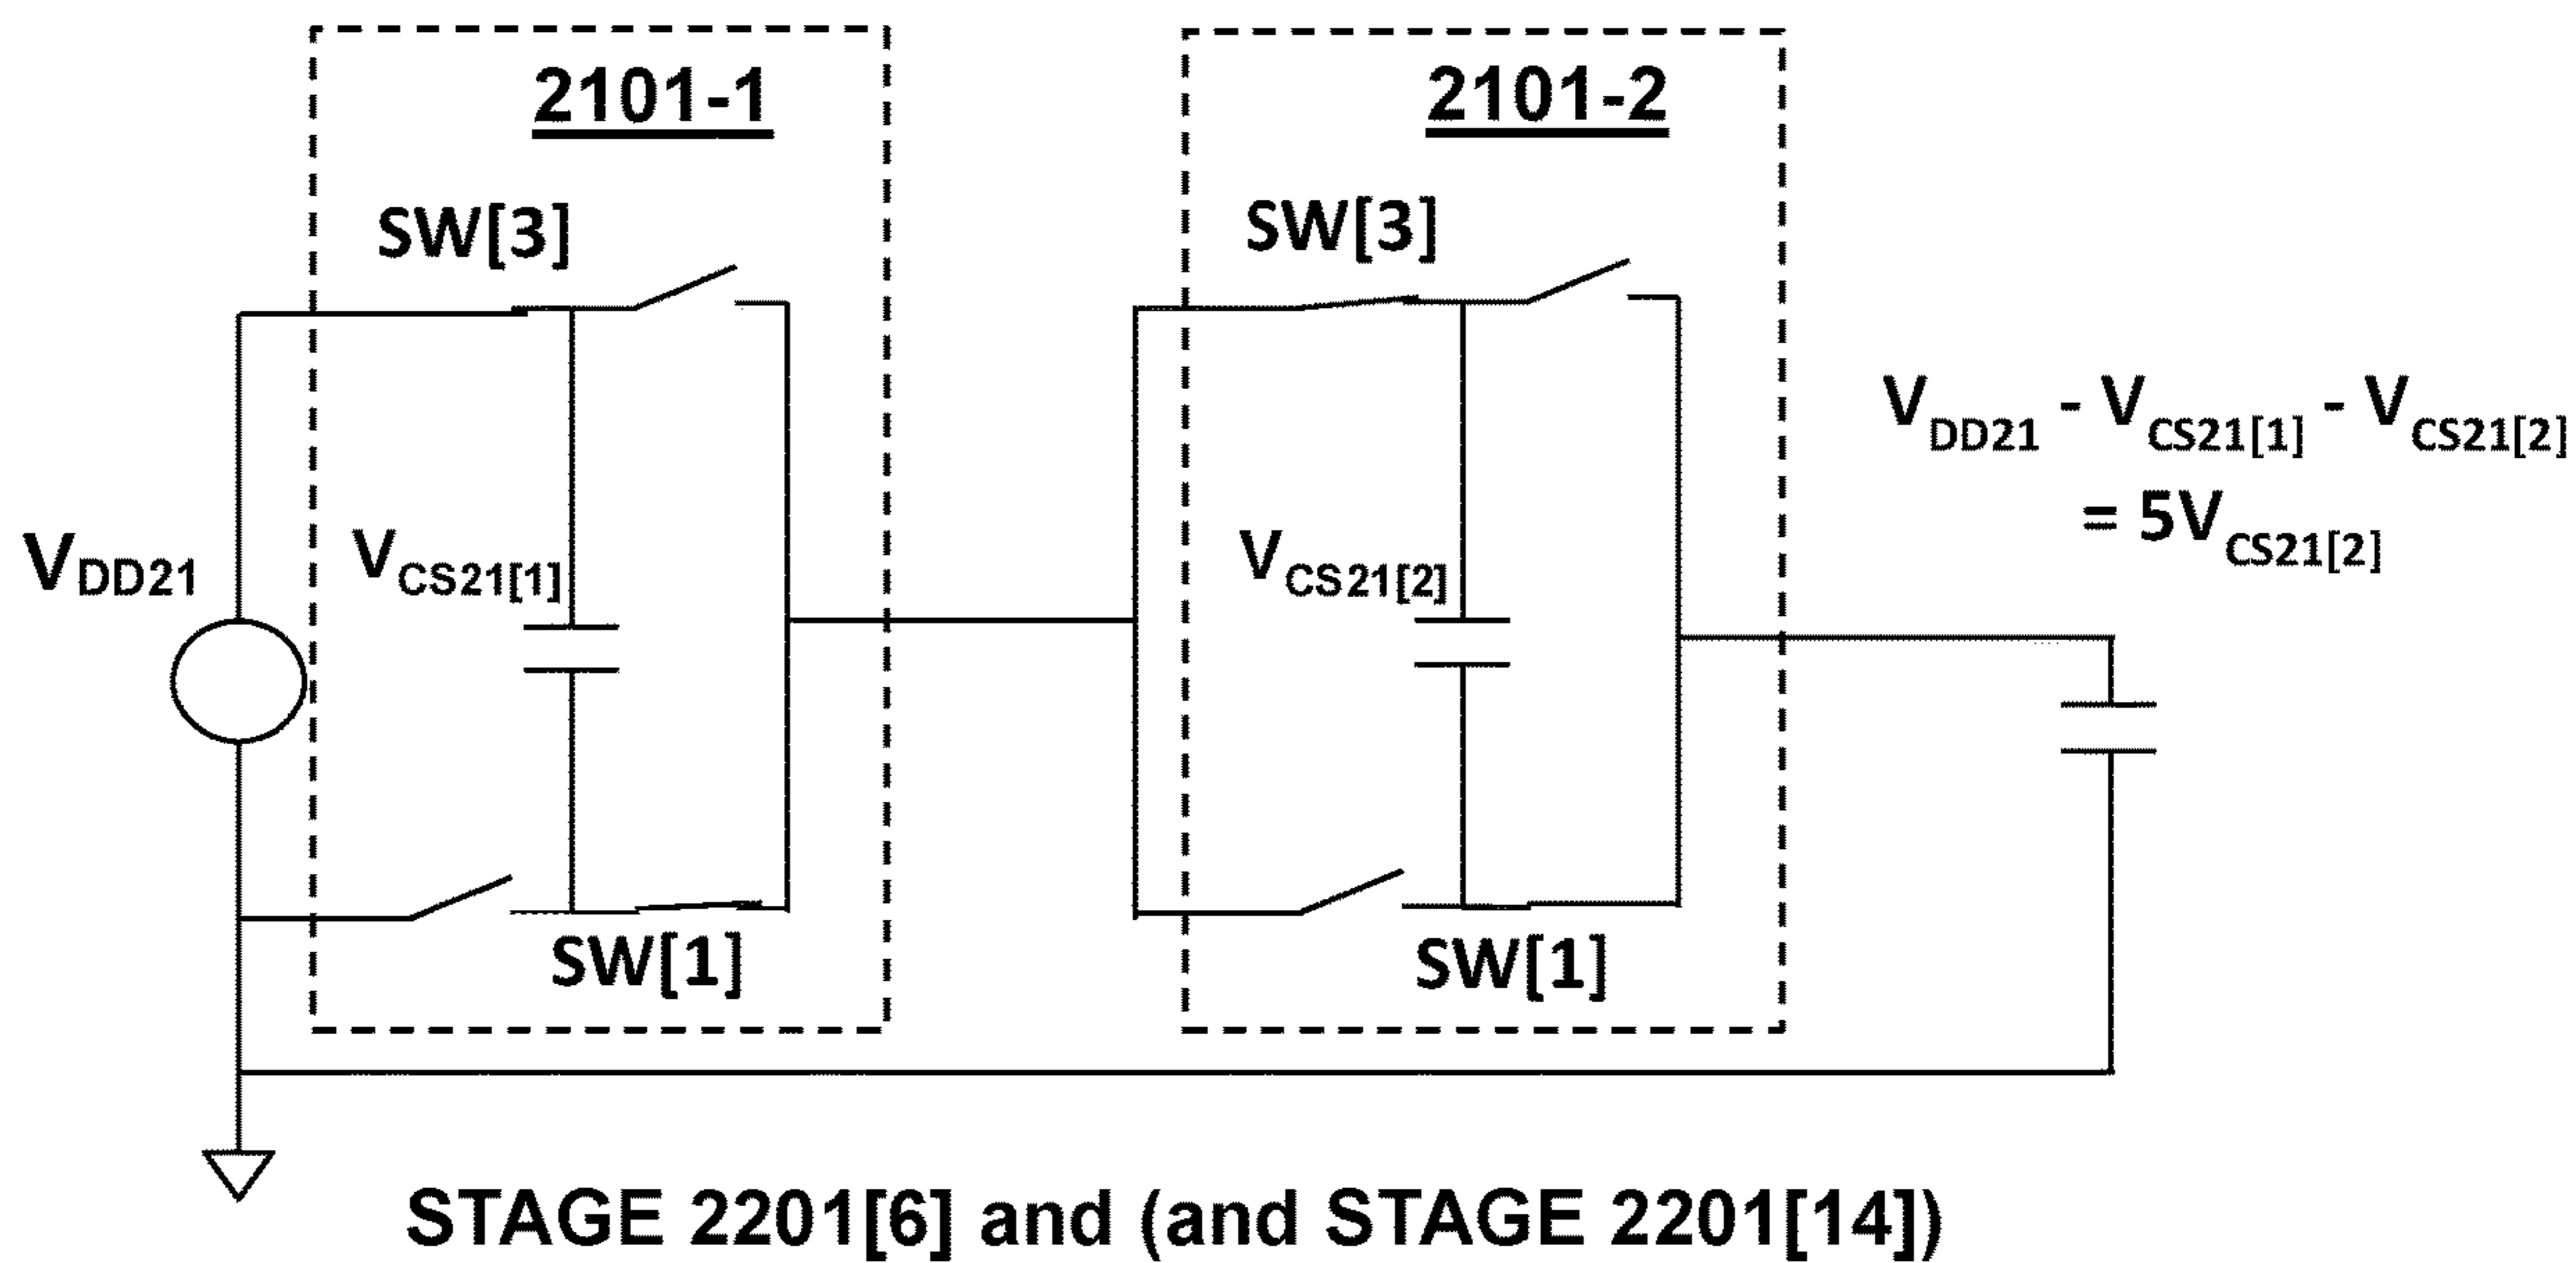 2101-1
2101-2
SW[3]
SW[3]
VDD21 - VCS21[1] - VCS21[2]
= 5VCS21[2]
VDD21
VCS21[1]
VCS21[2]
SW[1]
SW[1]
STAGE 2201[6] and (and STAGE 2201[14])